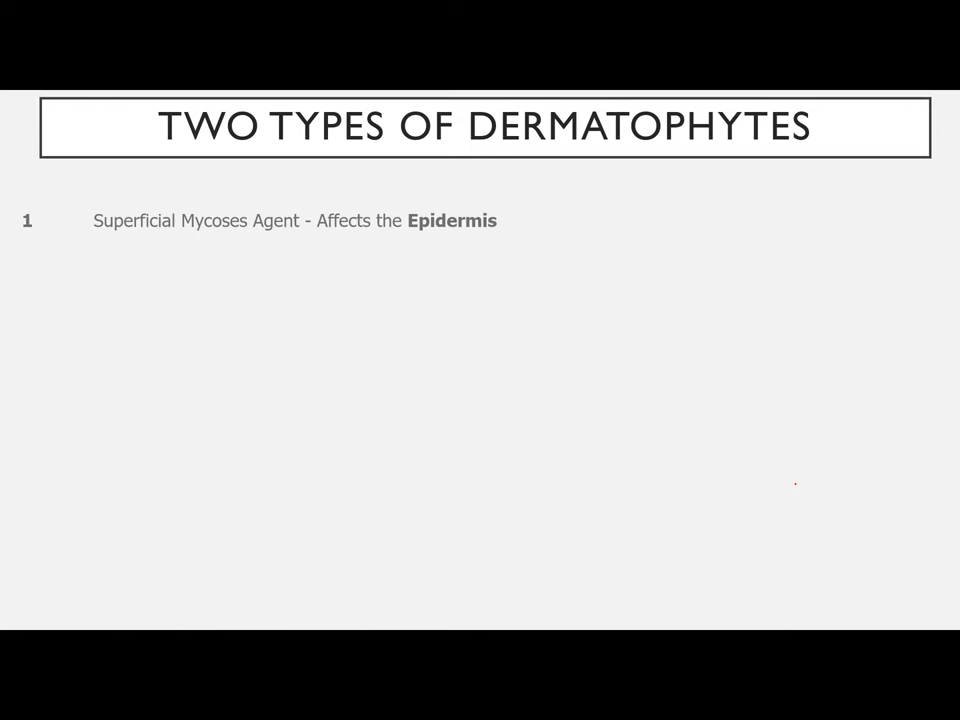 TWO TYPES OF DERMATOPHYTES
1 Superficial Mycoses Agent - Affects the Epidermis